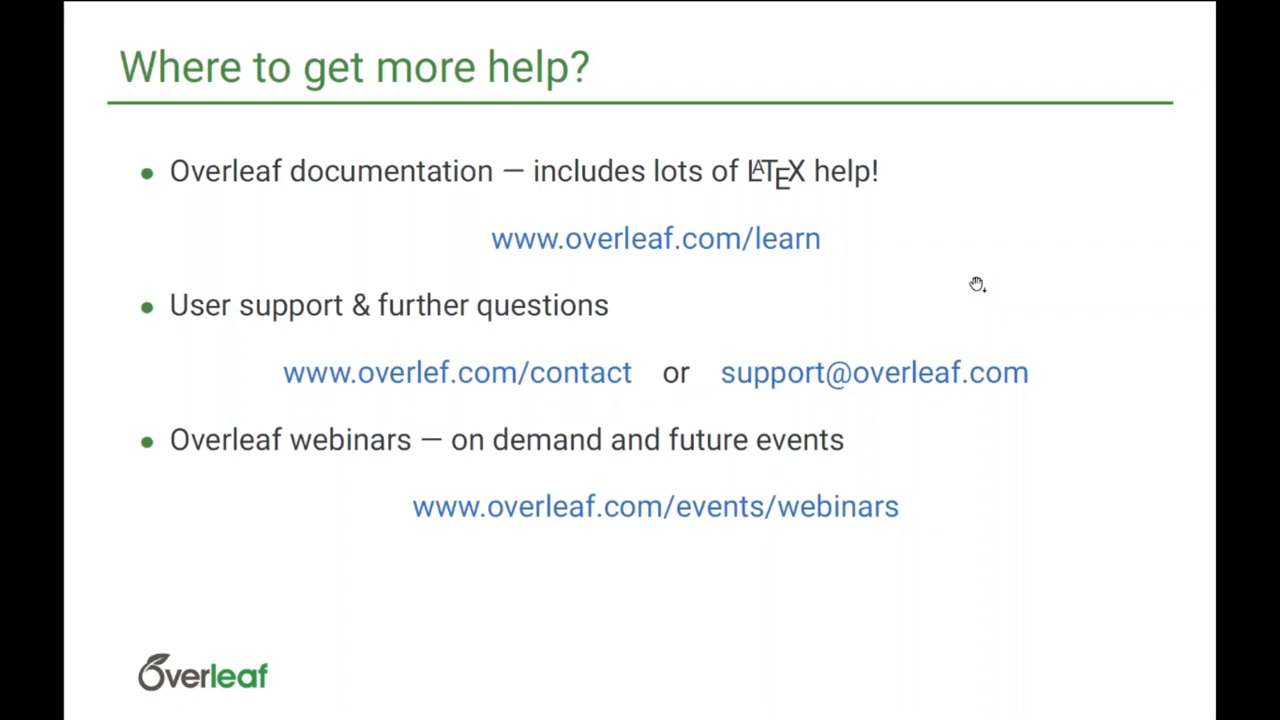 Where to get more help?
• Overleaf documentation — includes lots of LATEX help!
www.overleaf.com/learn
• User support & further questions
www.overlef.com/contact or support@overleaf.com
• Overleaf webinars — on demand and future events
www.overleaf.com/events/webinars
Overleaf